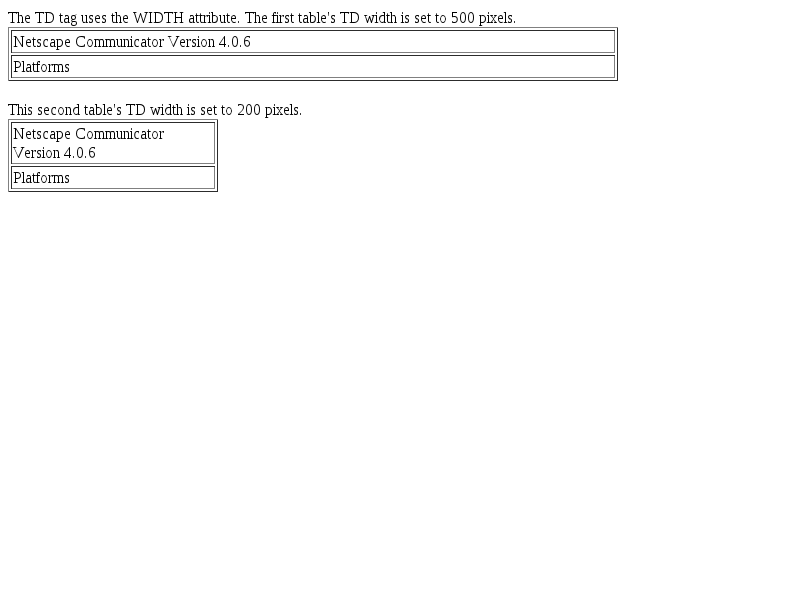 The TD tag uses the WIDTH attribute. The first table's TD width is set to 500 pixels.
Netscape Communicator Version 4.0.6
Platforms
This second table's TD width is set to 200 pixels.
Netscape Communicator
Version 4.0.6
Platforms